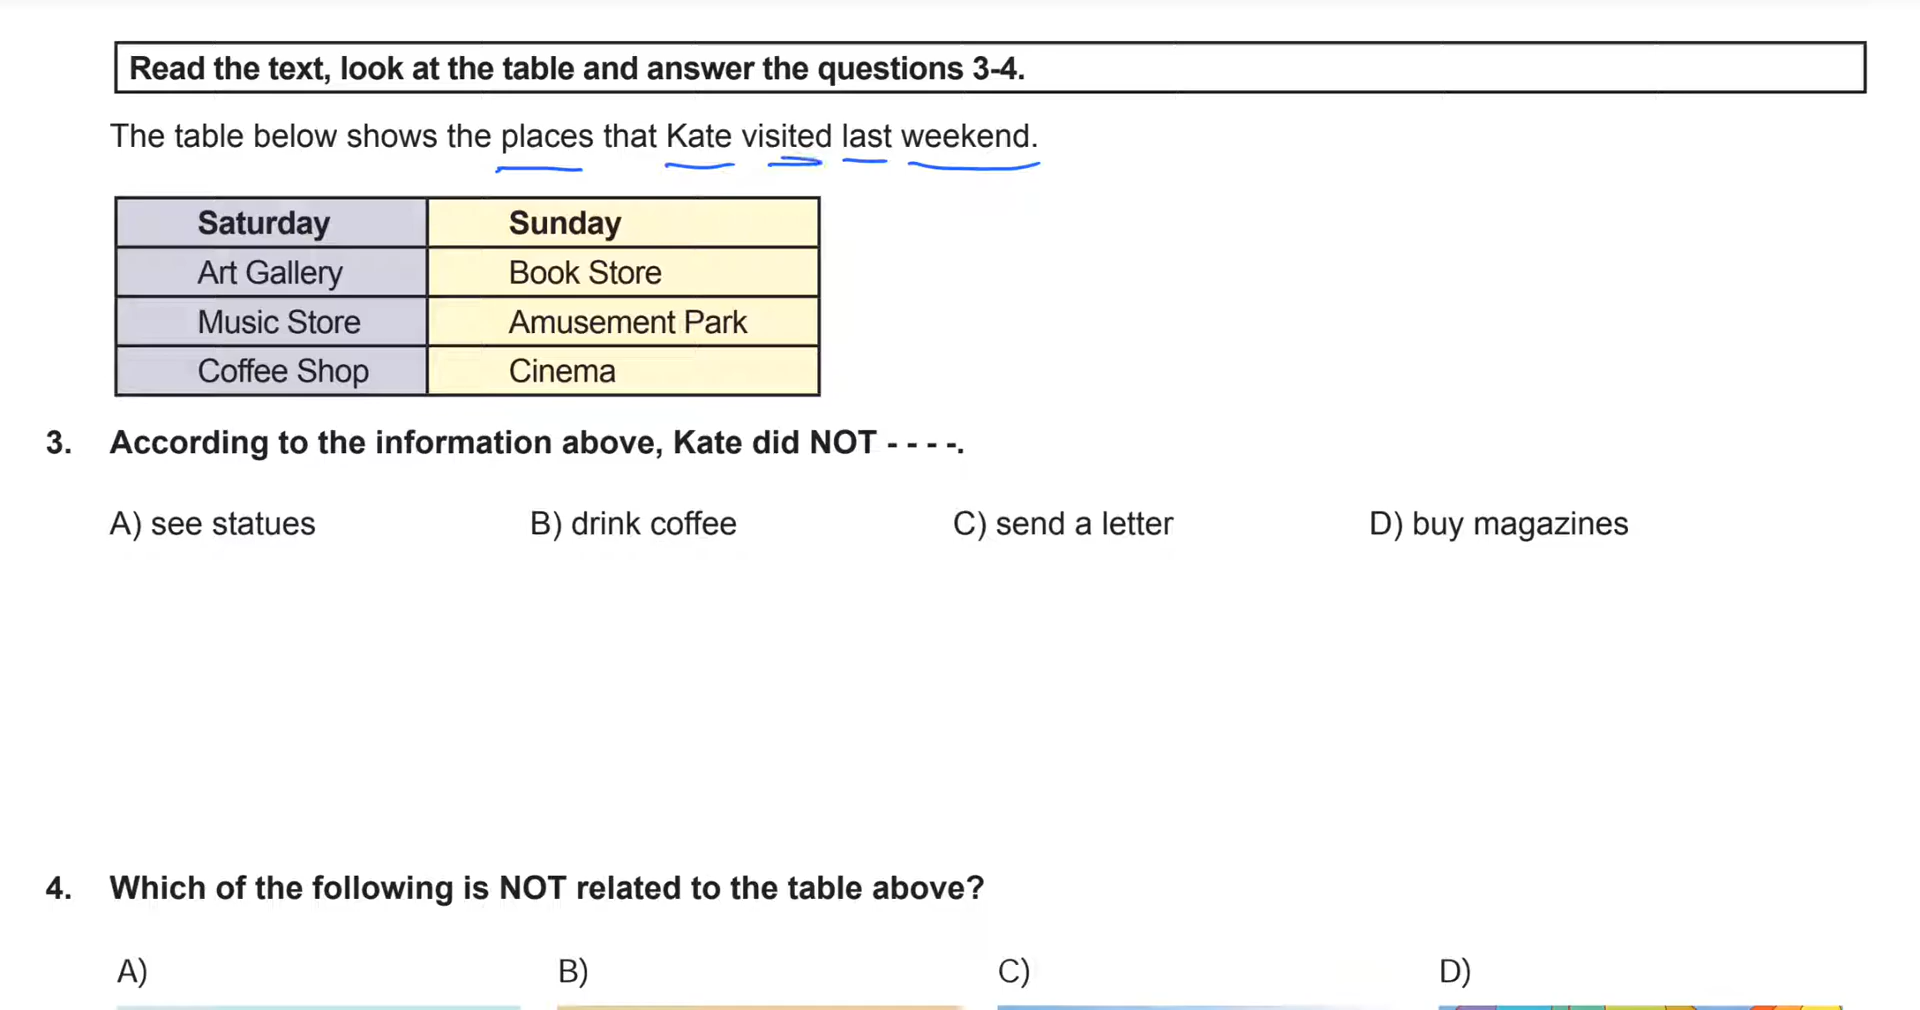 Read the text, look at the table and answer the questions 3-4.
The table below shows the places that Kate visited last weekend.
Saturday Sunday
Art Gallery Book Store
Music Store Amusement Park
Coffee Shop Cinema
3. According to the information above, Kate did NOT - - - -.
A) see statues B) drink coffee C) send a letter D) buy magazines
4. Which of the following is NOT related to the table above?
A) B) C) D)